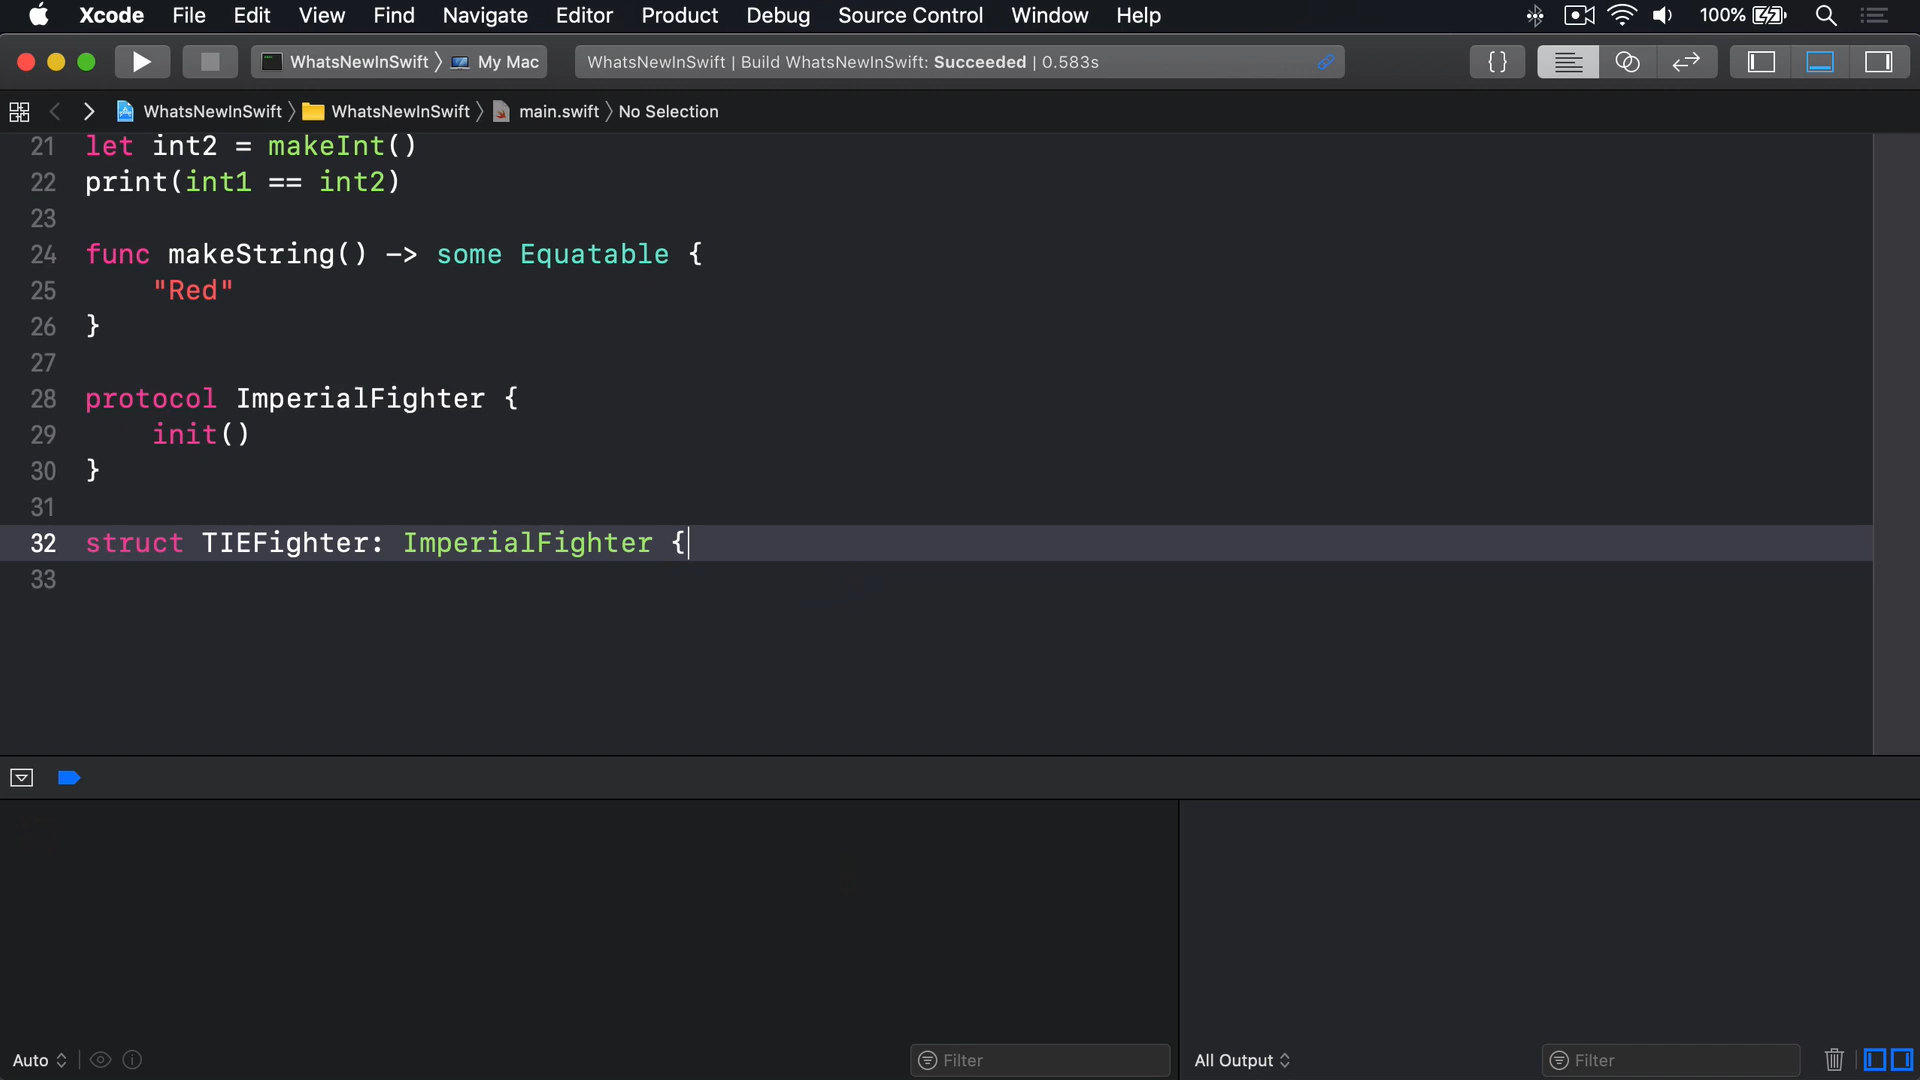 Xcode File Edit View Find Navigate Editor Product Debug Source Control Window Help 100%
WhatsNewInSwift My Mac WhatsNewInSwift | Build WhatsNewInSwift: Succeeded | 0.583s {}
WhatsNewInSwift WhatsNewInSwift main.swift No Selection
21 let int2 = makeInt()
22 print(int1 == int2)
23
24 func makeString() -> some Equatable {
25 "Red"
26 }
27
28 protocol ImperialFighter {
29 init()
30 }
31
32 struct TIEFighter: ImperialFighter {
33
Auto Filter All Output Filter